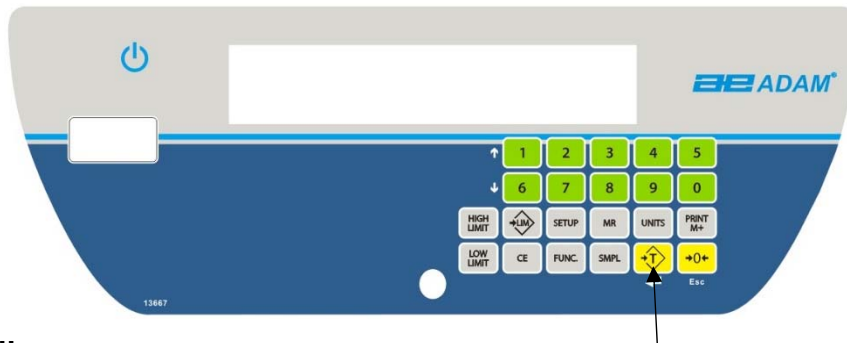 ae ADAM®
↑ 1 2 3 4 5
↓ 6 7 8 9 0
HIGH LIMIT →LIM SETUP MR UNITS PRINT M+
LOW LIMIT CE FUNC. SMPL →T →0←
Esc
13667